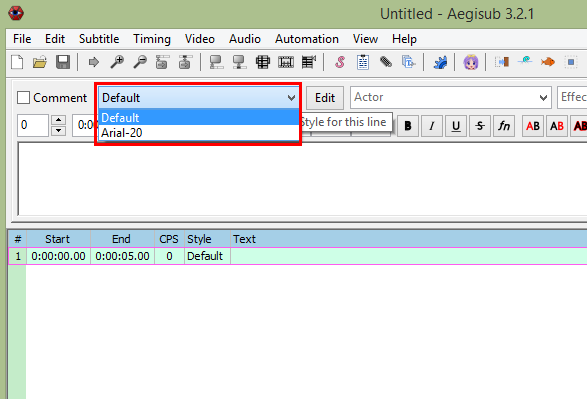 Untitled - Aegisub 3.2.1
File Edit Subtitle Timing Video Audio Automation View Help
Comment Default Edit Actor Effec
Default
Arial-20
0 0:0 Style for this line B I U S fn AB AB AB
# Start End CPS Style Text
1 0:00:00.00 0:00:05.00 0 Default